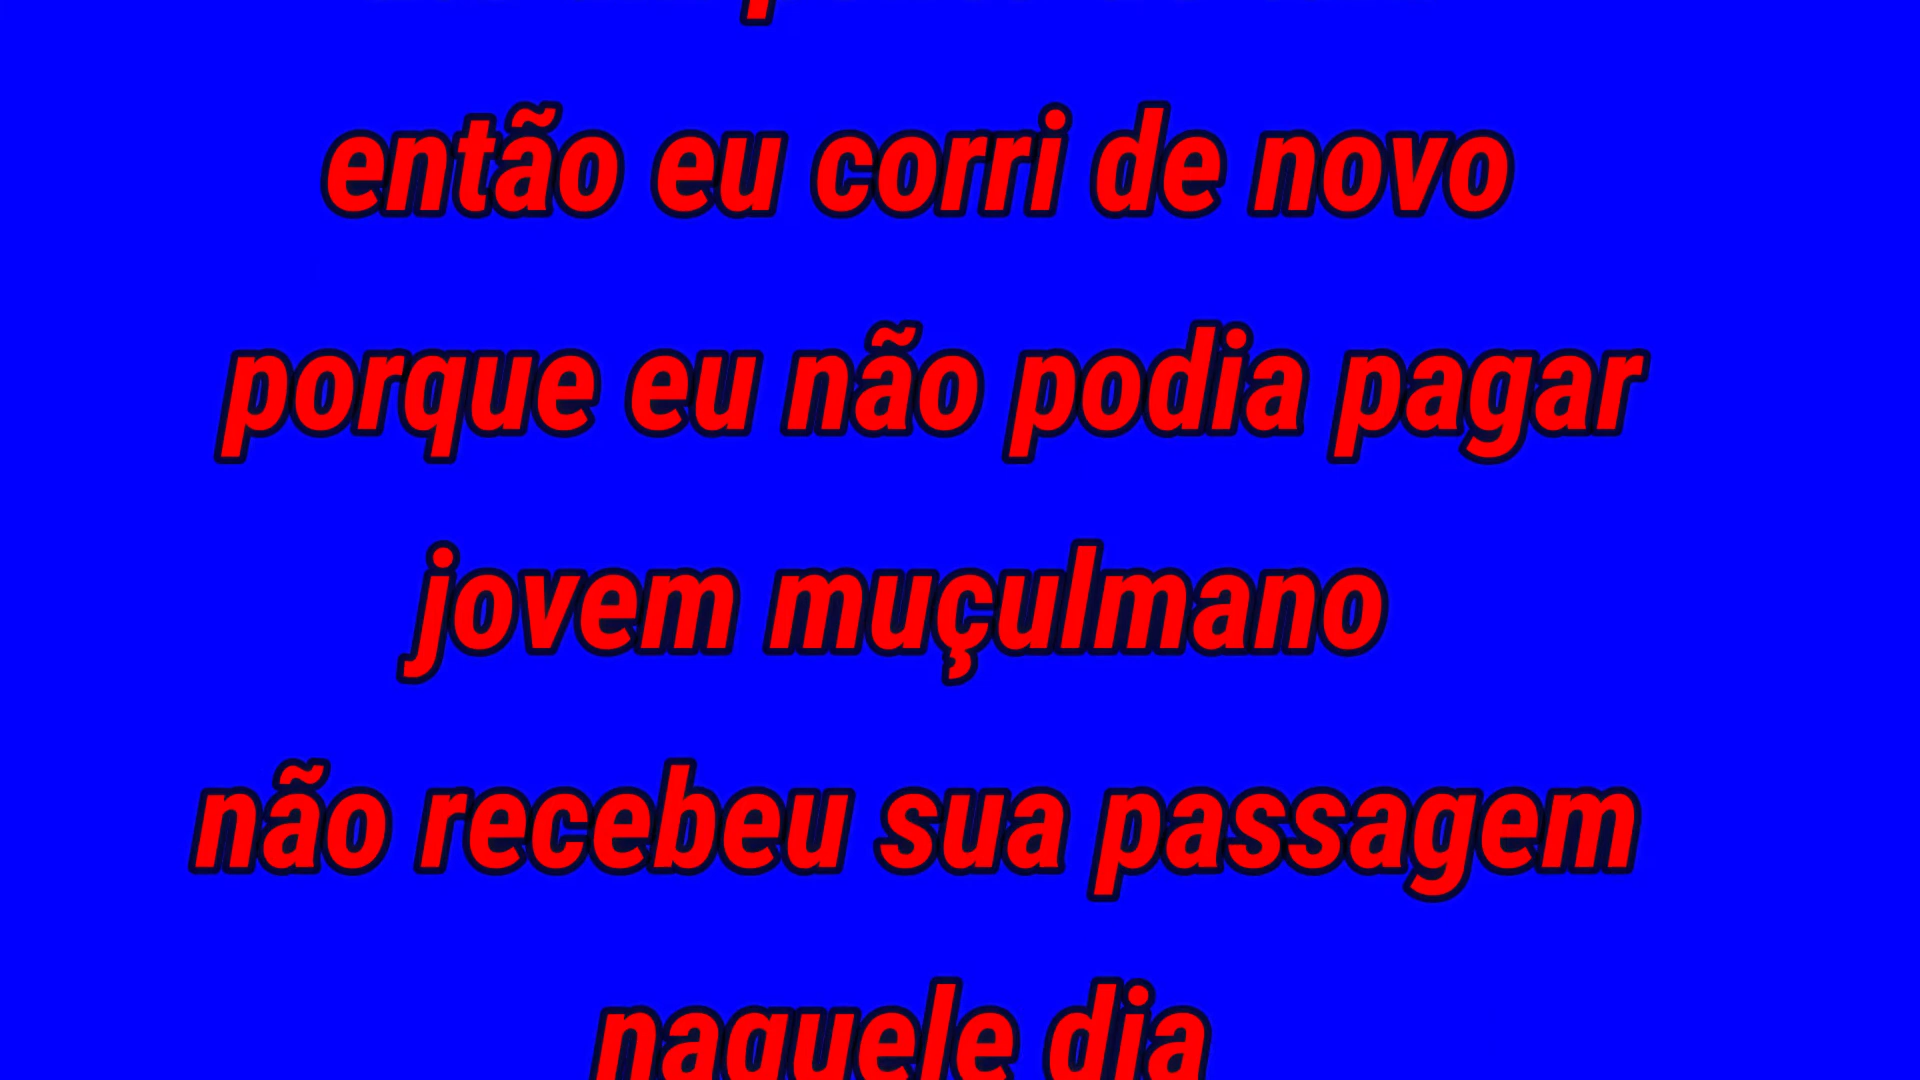 então eu corri de novo
porque eu não podia pagar
jovem muçulmano
não recebeu sua passagem
naquele dia